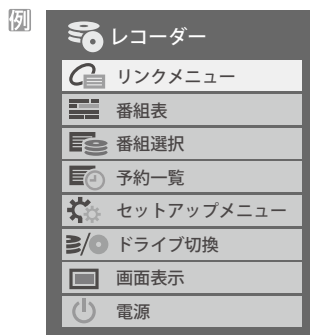 例
レコーダー
リンクメニュー
番組表
番組選択
予約一覧
セットアップメニュー
ドライブ切換
画面表示
電源